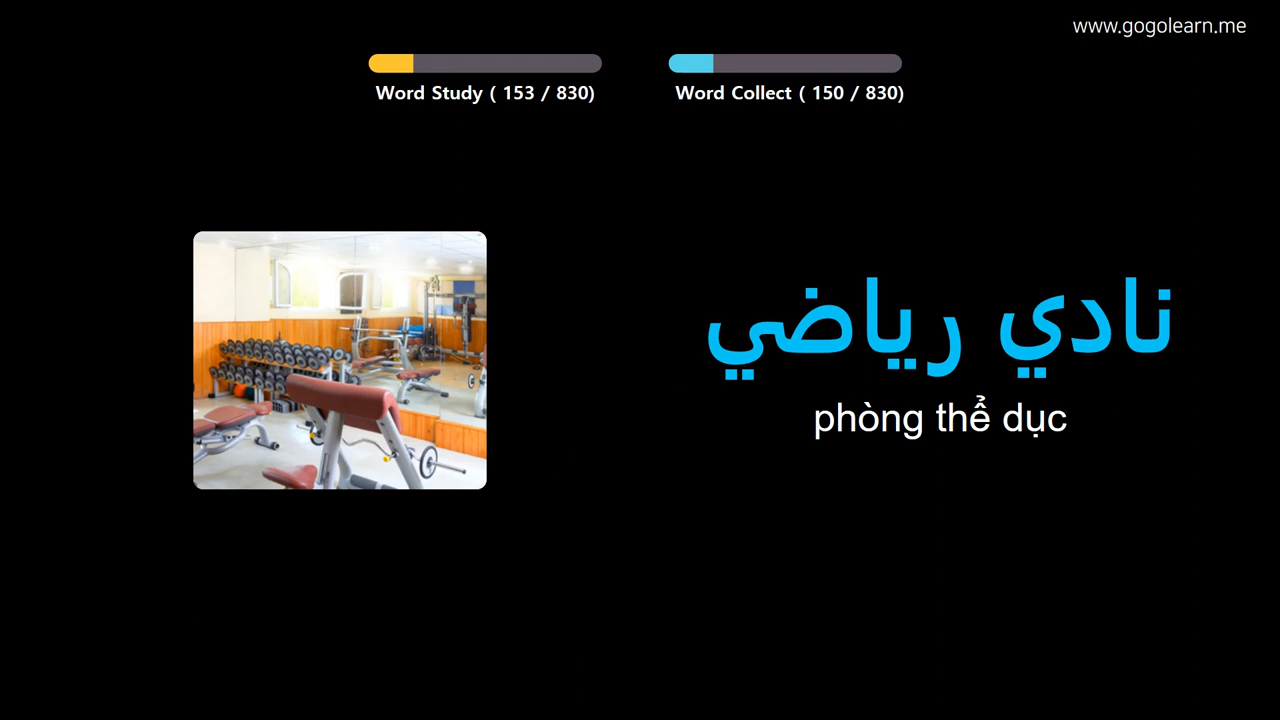 www.gogolearn.me
Word Study ( 153 / 830)
Word Collect ( 150 / 830)
نادي رياضي
phòng thể dục